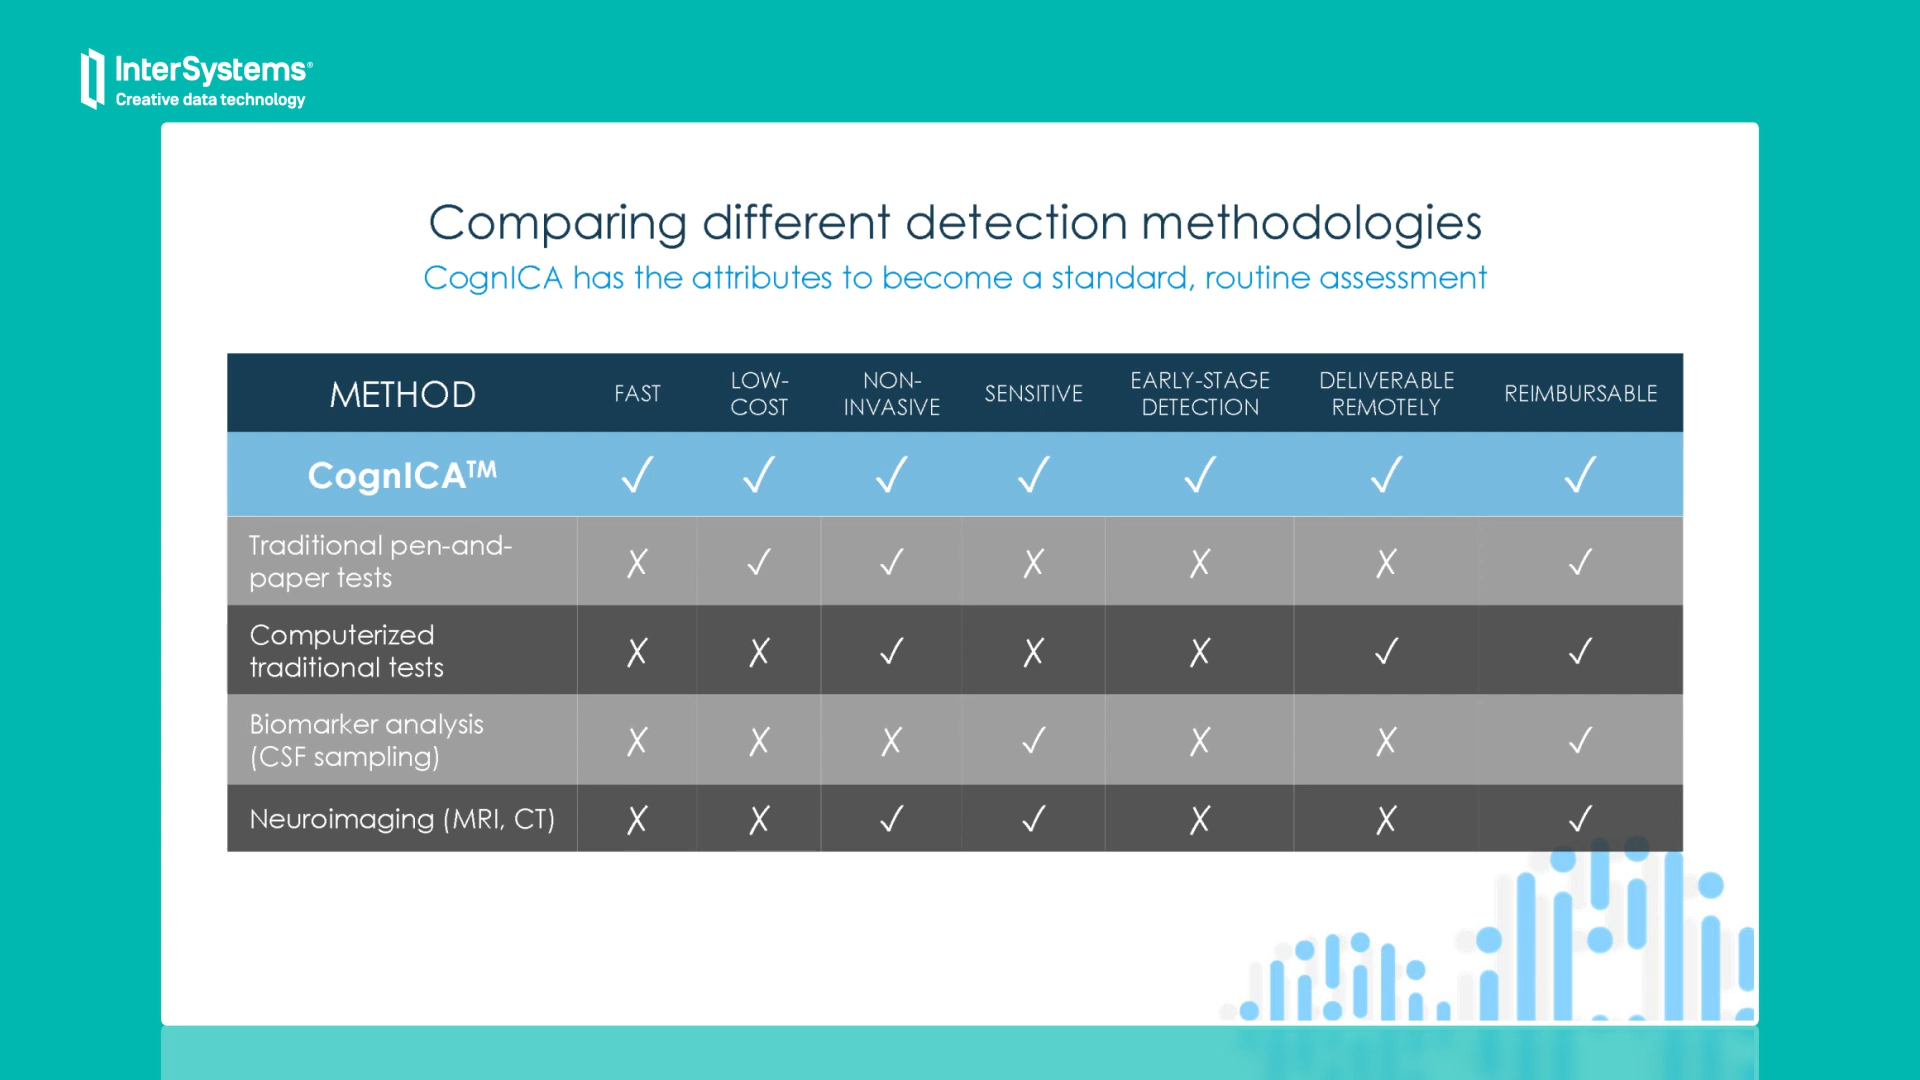 InterSystems®
Creative data technology
Comparing different detection methodologies
CognICA has the attributes to become a standard, routine assessment
METHOD
FAST
LOW-
COST
NON-
INVASIVE
SENSITIVE
EARLY-STAGE
DETECTION
DELIVERABLE
REMOTELY
REIMBURSABLE
CognICA™ ✓ ✓ ✓ ✓ ✓ ✓ ✓
Traditional pen-and-
paper tests
✗ ✓ ✓ ✗ ✗ ✗ ✓
Computerized
traditional tests
✗ ✗ ✓ ✗ ✗ ✓ ✓
Biomarker analysis
(CSF sampling)
✗ ✗ ✗ ✓ ✗ ✗ ✓
Neuroimaging (MRI, CT) ✗ ✗ ✓ ✓ ✗ ✗ ✓